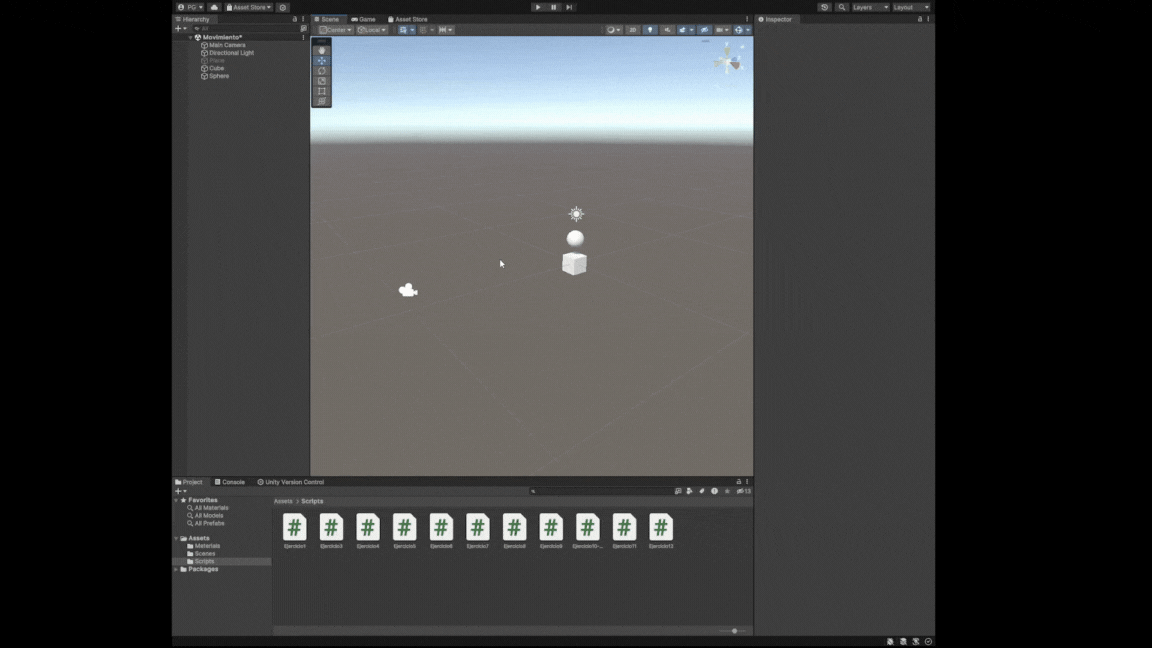 PG Asset Store Layers Layout
Hierarchy Scene Game Asset Store Inspector
All Center Local 2D
Movimiento*
Main Camera
Directional Light
Plane
Cube
Sphere
Project Console Unity Version Control
13
Favorites
All Materials
All Models
All Prefabs
Assets
Materials
Scenes
Scripts
Packages
Assets > Scripts
Ejercicio1 Ejercicio3 Ejercicio4 Ejercicio5 Ejercicio6 Ejercicio7 Ejercicio8 Ejercicio9 Ejercicio10-... Ejercicio11 Ejercicio12